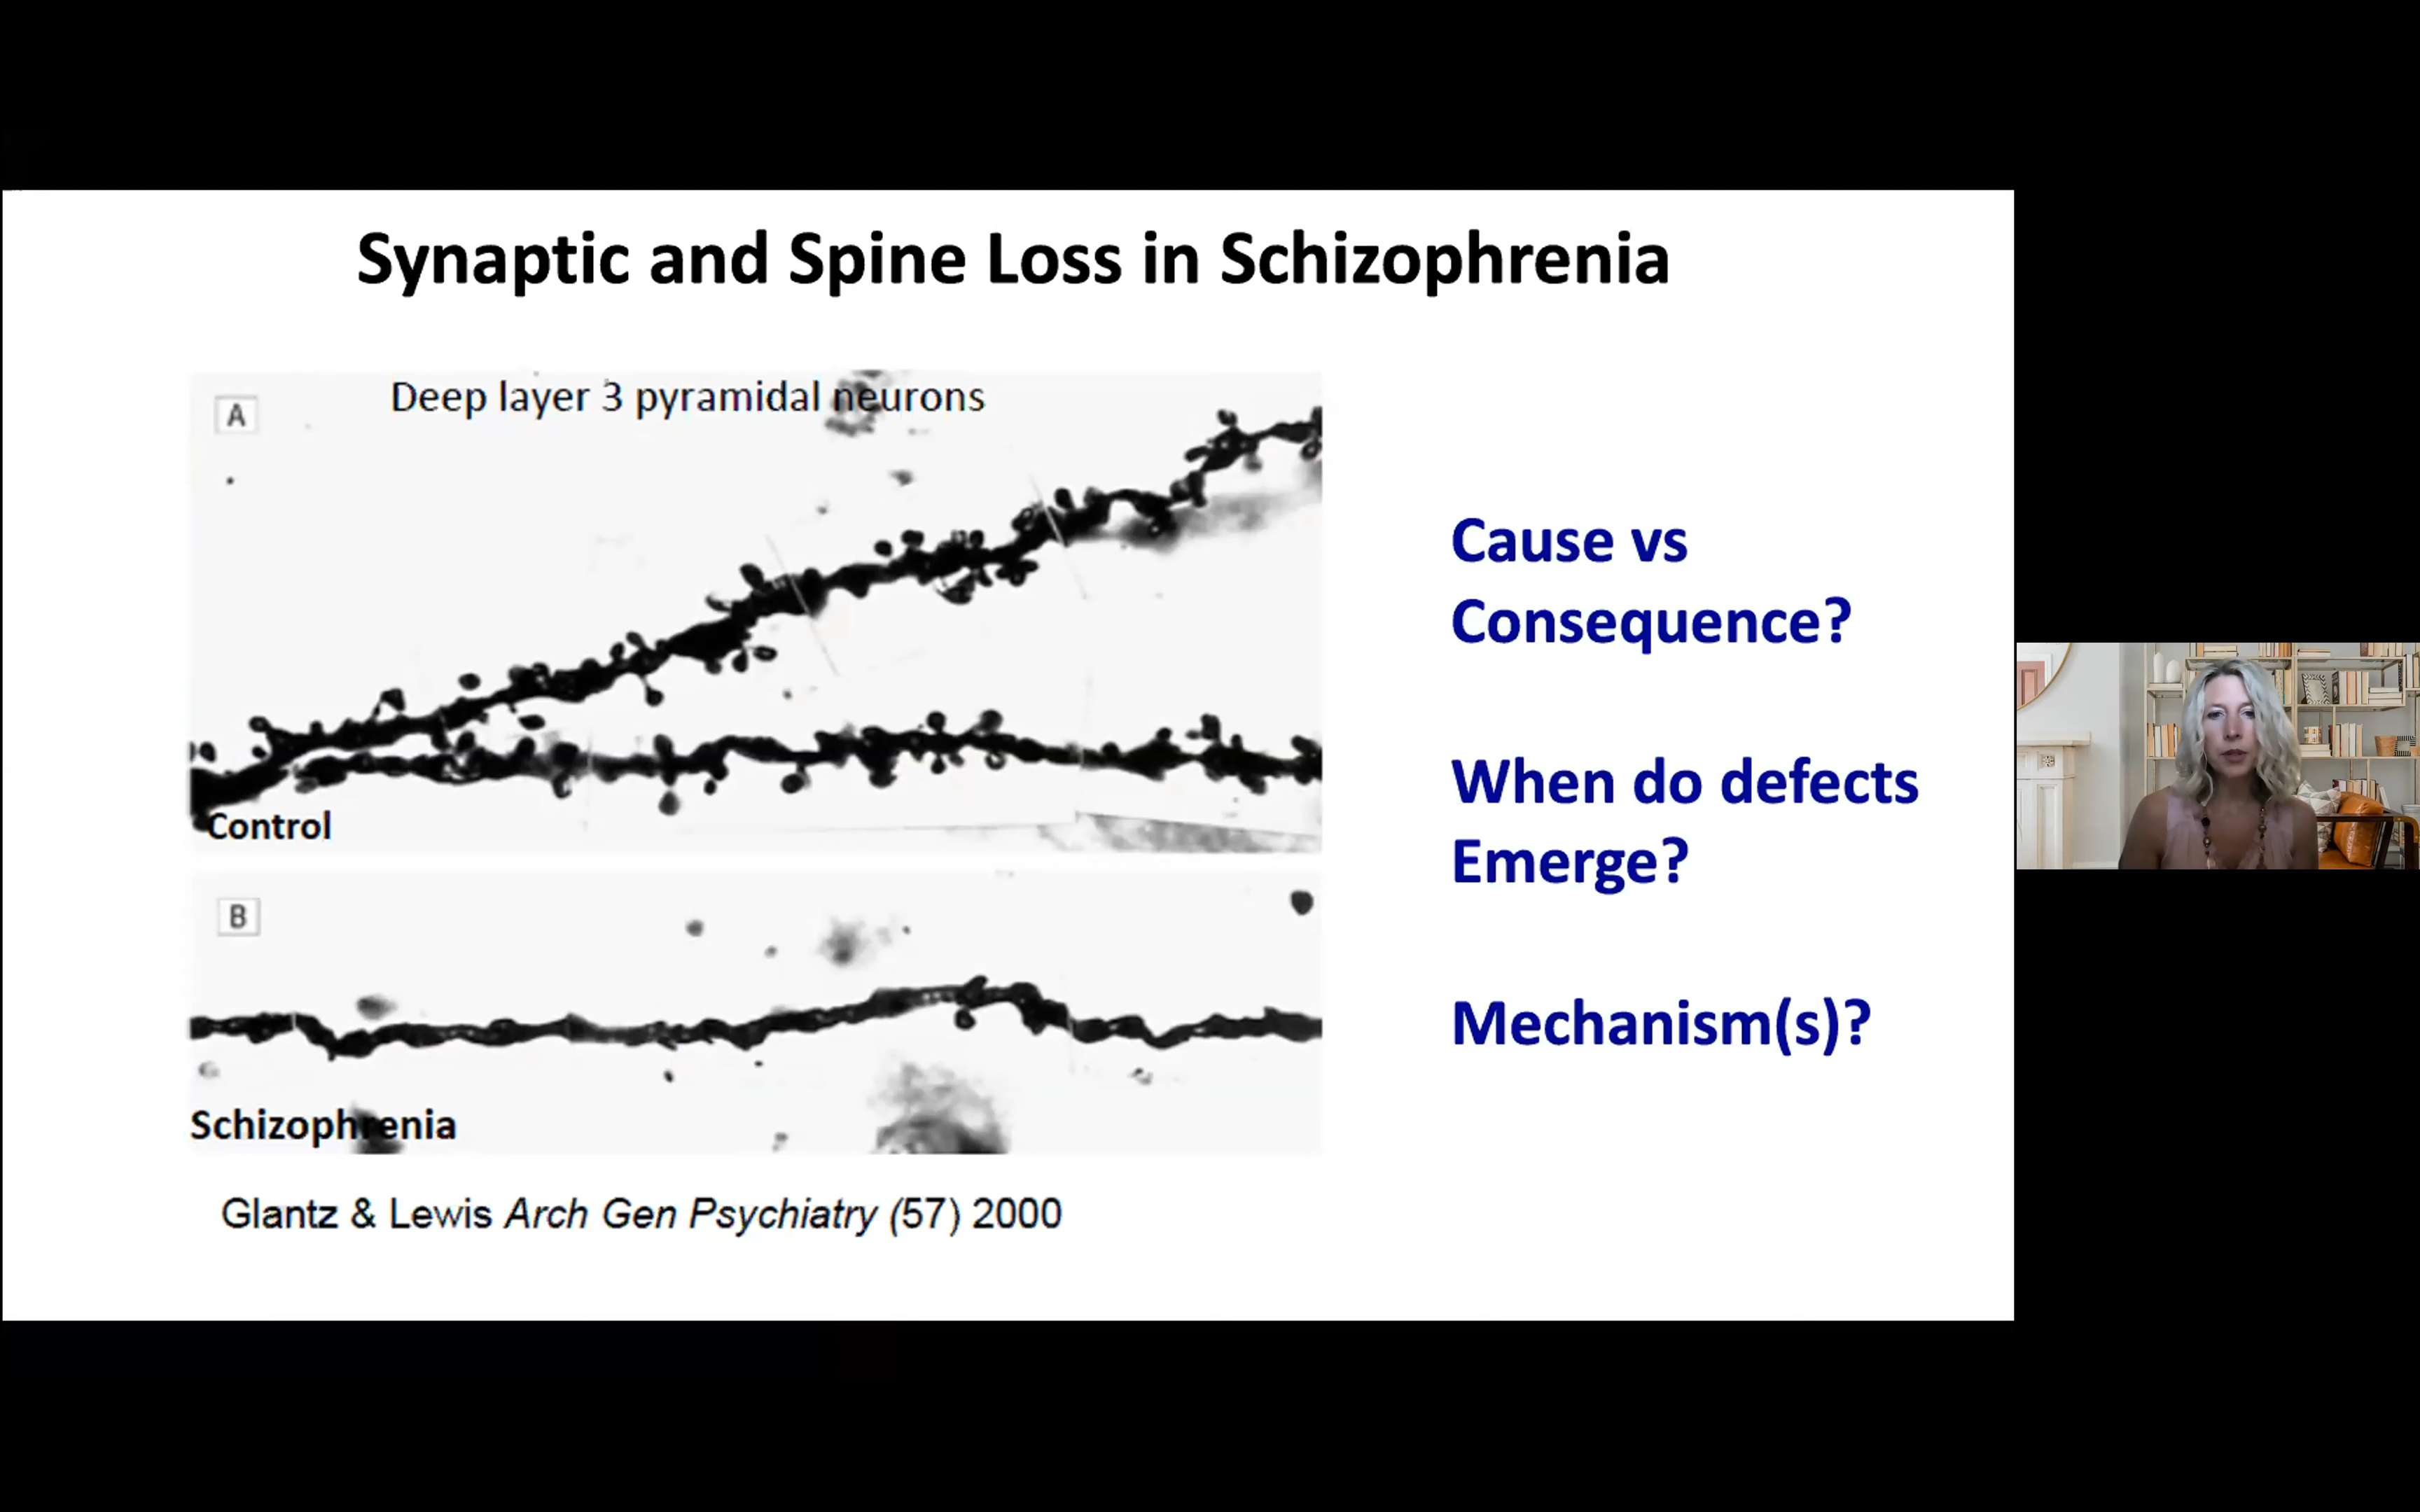 Synaptic and Spine Loss in Schizophrenia
A
Deep layer 3 pyramidal neurons
Control
B
Schizophrenia
Glantz & Lewis Arch Gen Psychiatry (57) 2000
Cause vs
Consequence?
When do defects
Emerge?
Mechanism(s)?